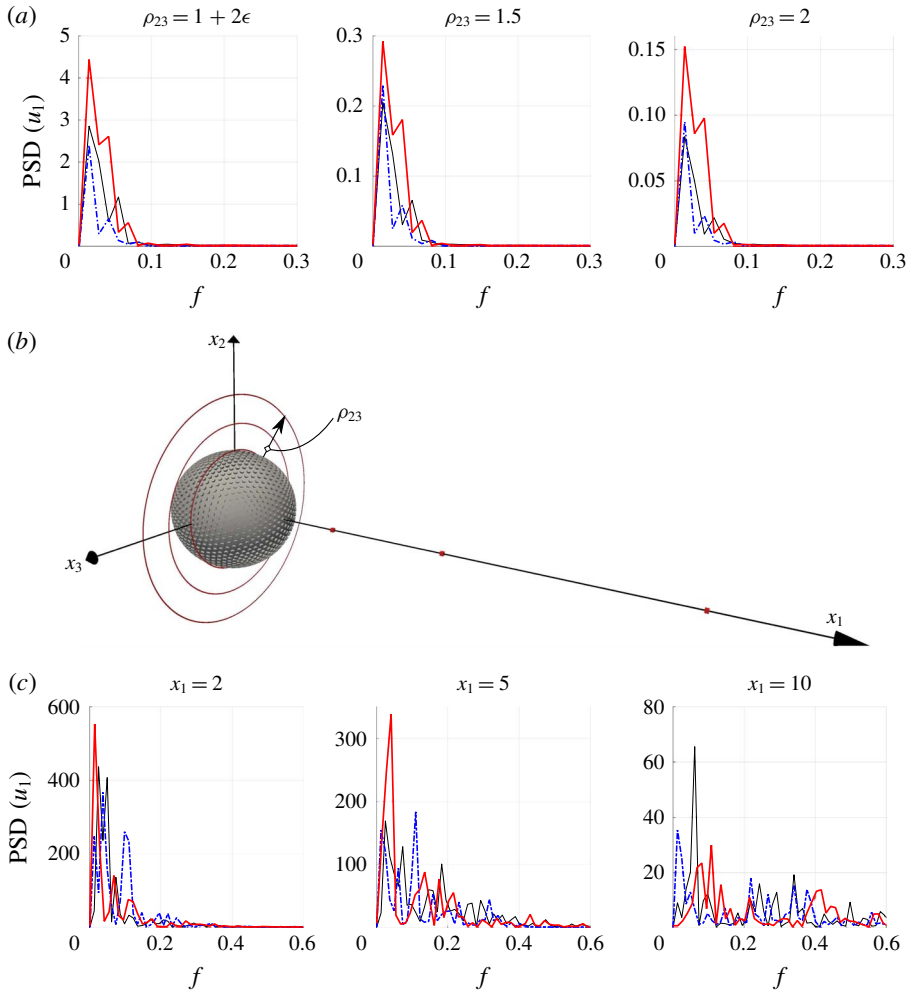 (a) ρ23 = 1 + 2ϵ ρ23 = 1.5 ρ23 = 2
5 0.3 0.15
4
3 0.2 0.10
2
1 0.1 0.05
PSD (u1)
0 0.1 0.2 0.3 0 0.1 0.2 0.3 0 0.1 0.2 0.3
f f f
(b)
x2
ρ23
x3
x1
(c) x1 = 2 x1 = 5 x1 = 10
600 300 80
400 200 60
200 100 40
20
PSD (u1)
0 0 0
0 0.2 0.4 0.6 0 0.2 0.4 0.6 0 0.2 0.4 0.6
f f f